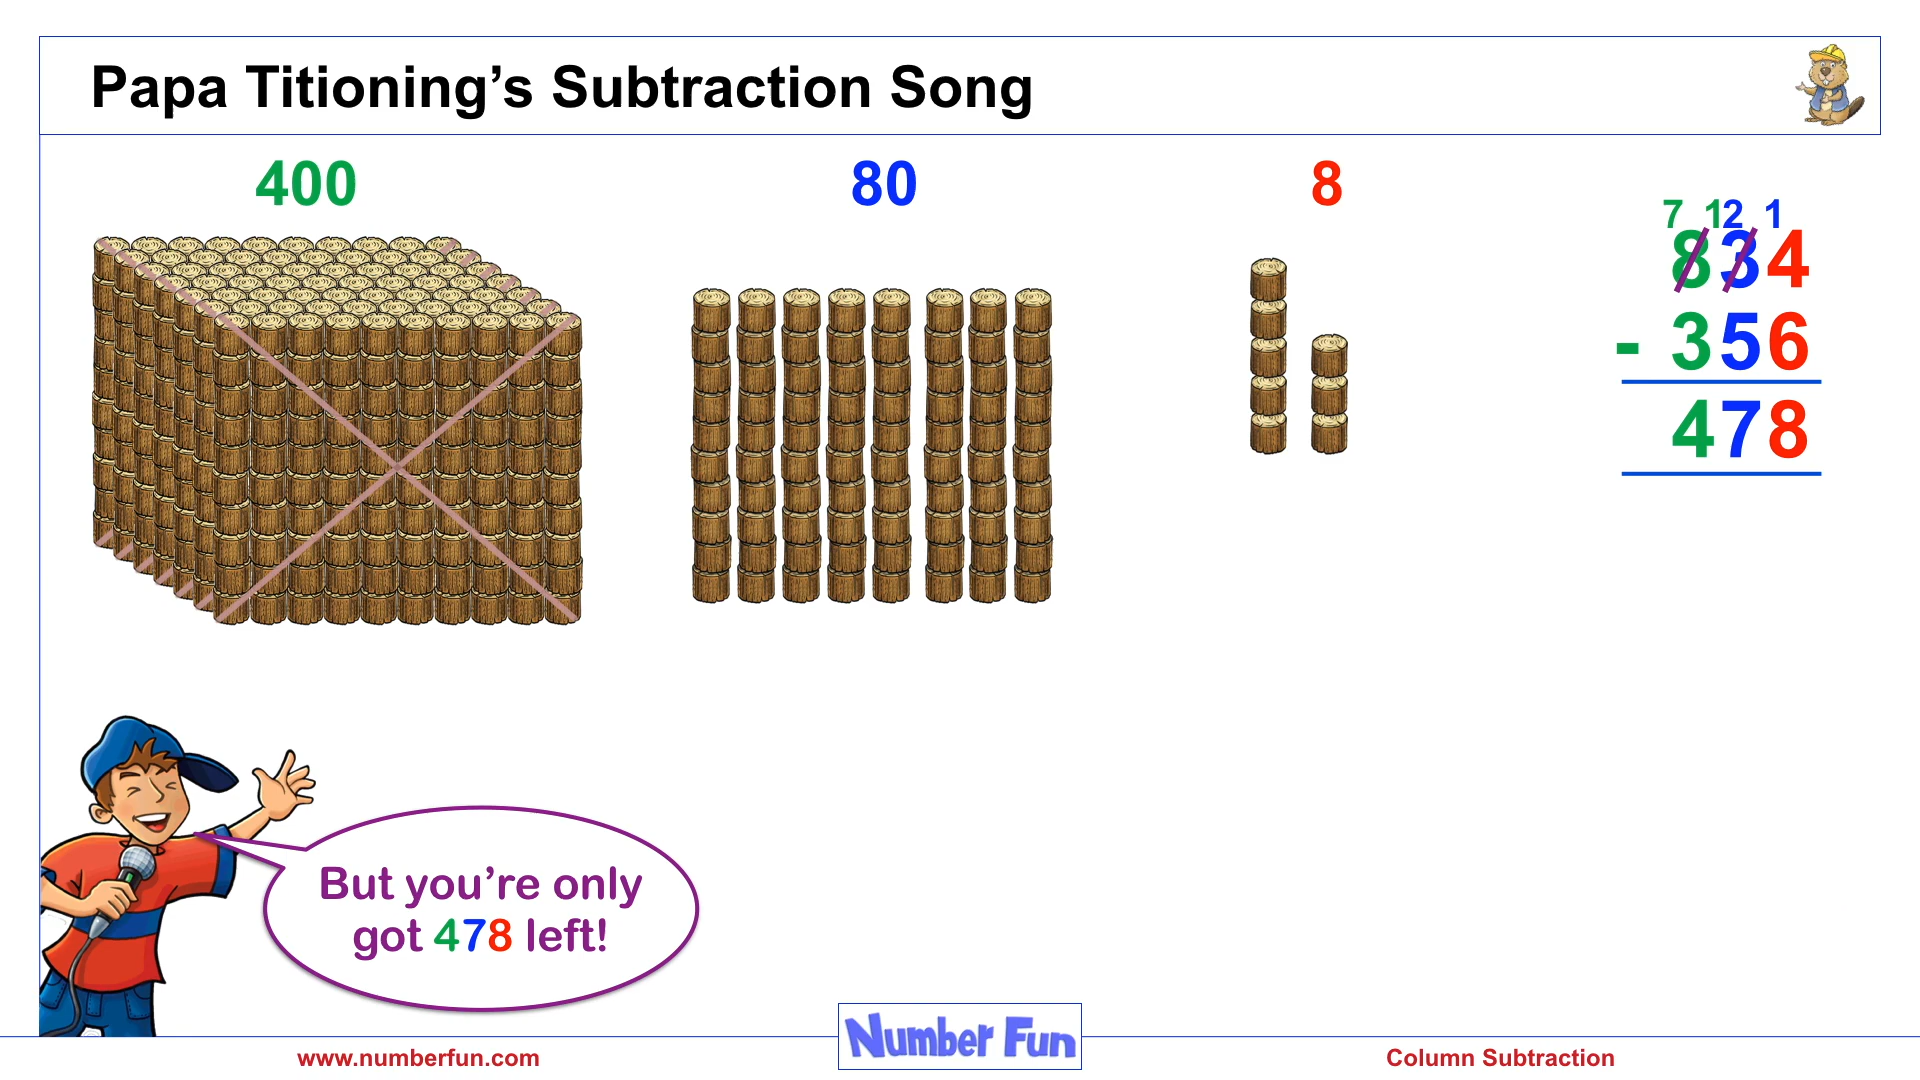 Papa Titioning’s Subtraction Song
400 80 8
7 12 1
834
- 356
478
But you’re only
got 478 left!
Number Fun
www.numberfun.com
Column Subtraction